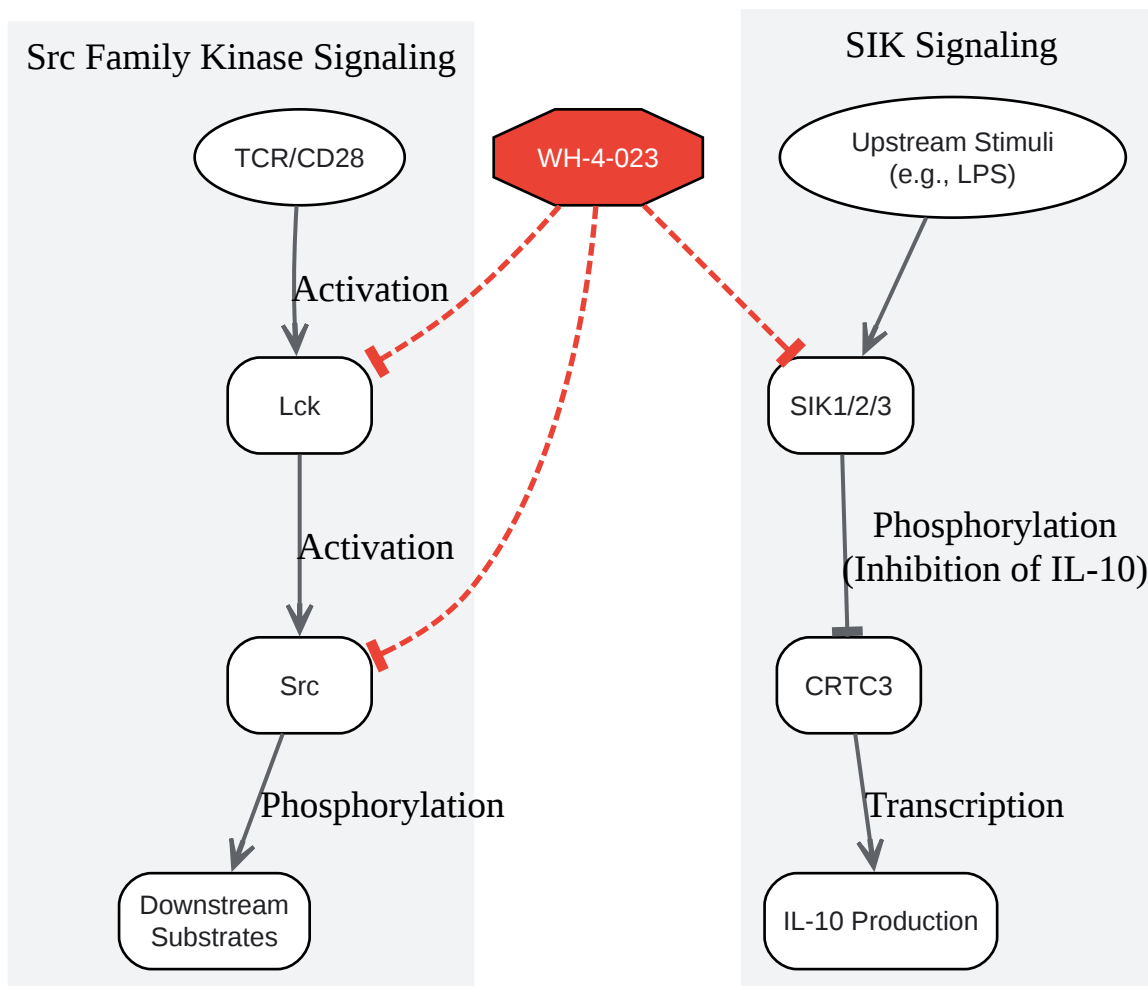 Src Family Kinase Signaling
TCR/CD28
Activation
Lck
Activation
Src
Phosphorylation
Downstream
Substrates
WH-4-023
SIK Signaling
Upstream Stimuli
(e.g., LPS)
SIK1/2/3
Phosphorylation
(Inhibition of IL-10)
CRTC3
Transcription
IL-10 Production